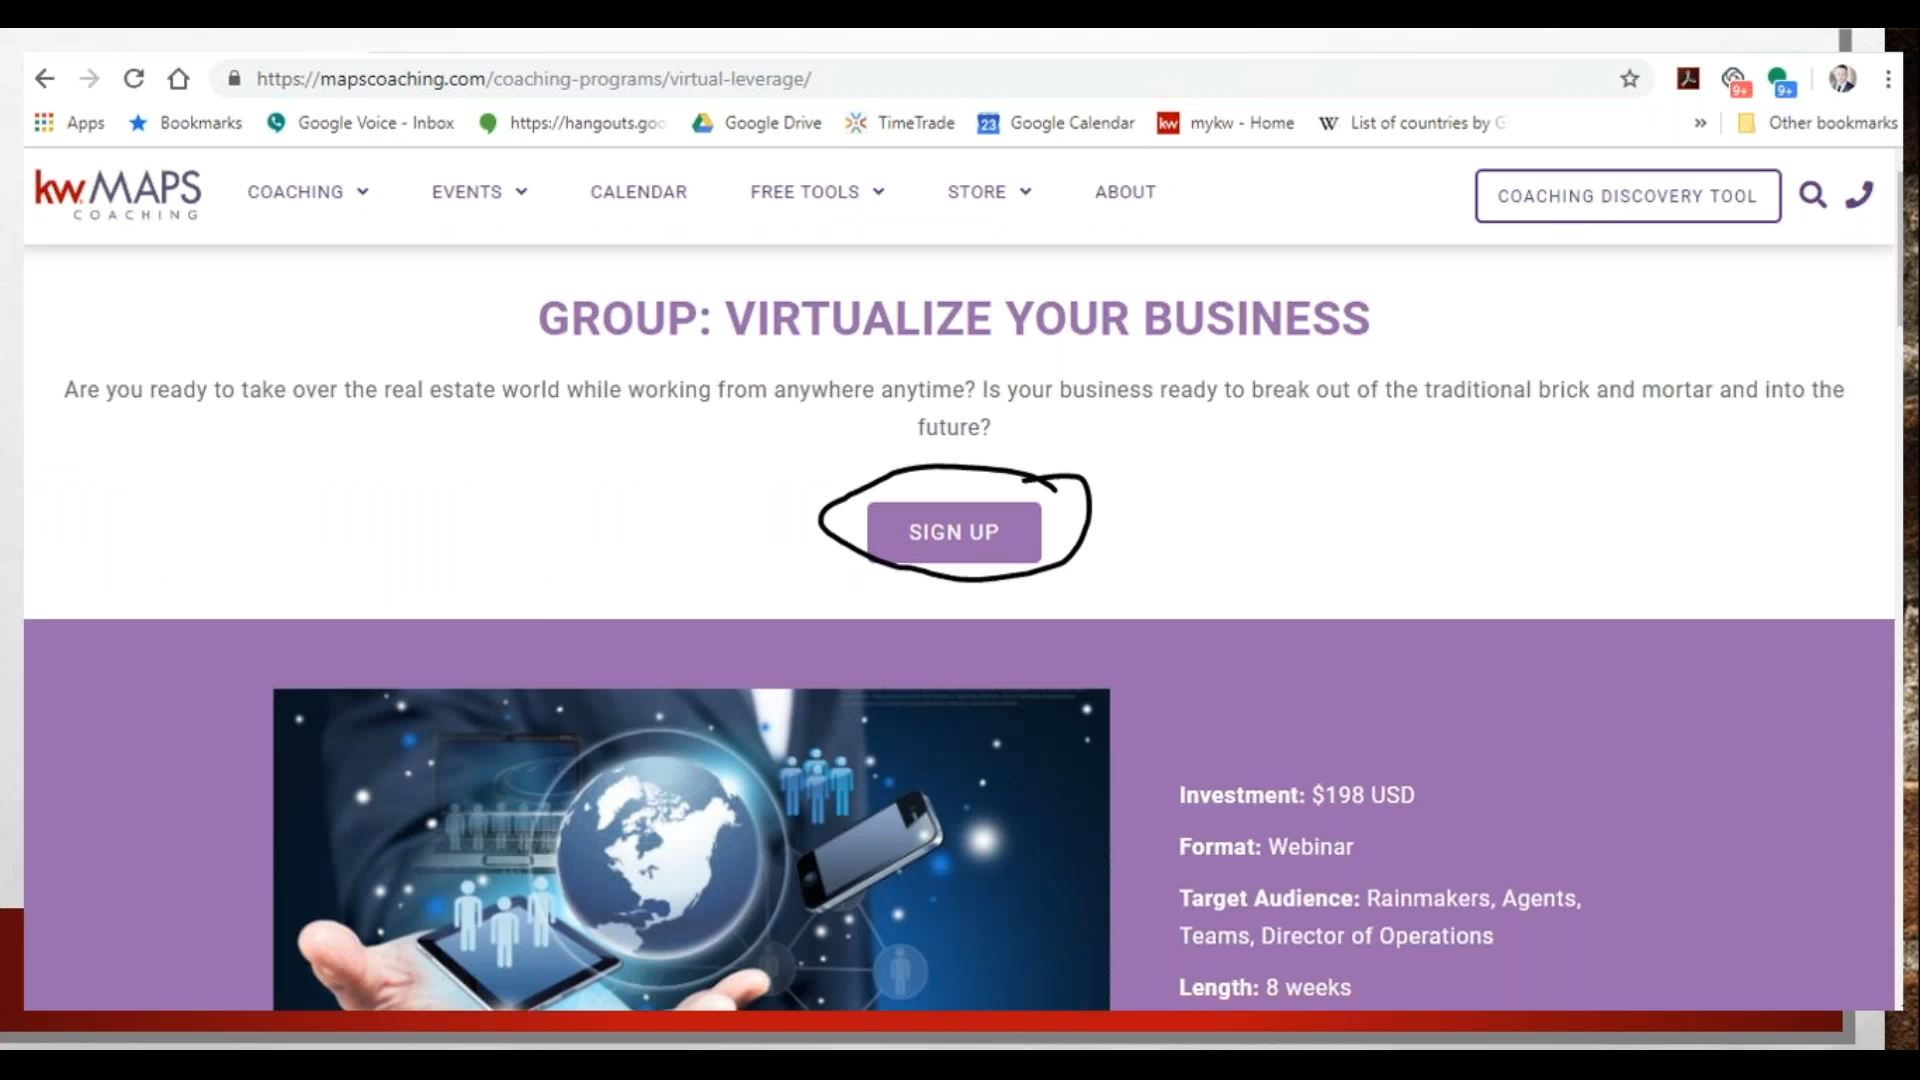 https://mapscoaching.com/coaching-programs/virtual-leverage/
9+ 9+
Apps Bookmarks Google Voice - Inbox https://hangouts.goo Google Drive TimeTrade 23 Google Calendar kw mykw - Home W List of countries by G » Other bookmarks
kw MAPS COACHING EVENTS CALENDAR FREE TOOLS STORE ABOUT COACHING DISCOVERY TOOL
COACHING
GROUP: VIRTUALIZE YOUR BUSINESS
Are you ready to take over the real estate world while working from anywhere anytime? Is your business ready to break out of the traditional brick and mortar and into the
future?
SIGN UP
Investment: $198 USD
Format: Webinar
Target Audience: Rainmakers, Agents,
Teams, Director of Operations
Length: 8 weeks